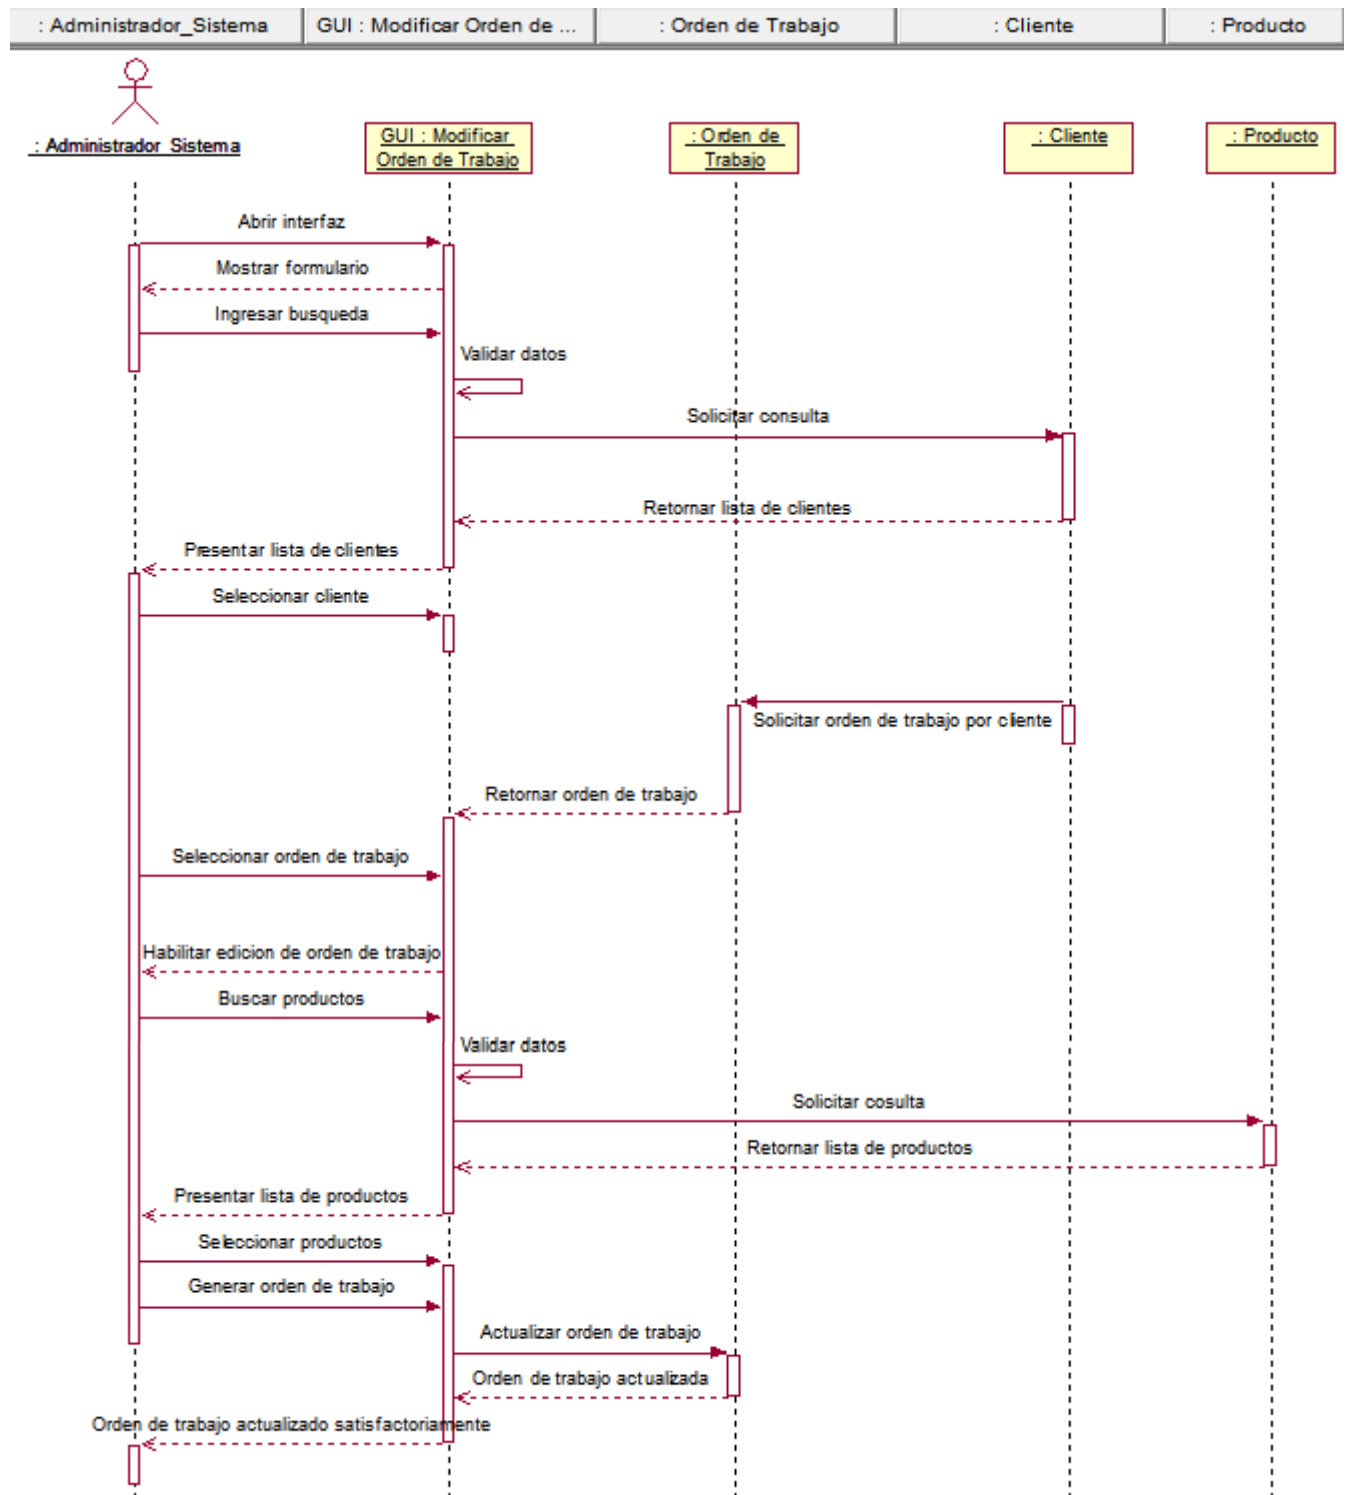 : Administrador_Sistema
GUI : Modificar Orden de ...
: Orden de Trabajo
: Cliente
: Producto
: Administrador_Sistema
GUI : Modificar
Orden de Trabajo
: Orden de
Trabajo
: Cliente
: Producto
Abrir interfaz
Mostrar formulario
Ingresar busqueda
Validar datos
Solicitar consulta
Retornar lista de clientes
Presentar lista de clientes
Seleccionar cliente
Solicitar orden de trabajo por cliente
Retornar orden de trabajo
Seleccionar orden de trabajo
Habilitar edicion de orden de trabajo
Buscar productos
Validar datos
Solicitar cosulta
Retornar lista de productos
Presentar lista de productos
Seleccionar productos
Generar orden de trabajo
Actualizar orden de trabajo
Orden de trabajo actualizada
Orden de trabajo actualizado satisfactoriamente